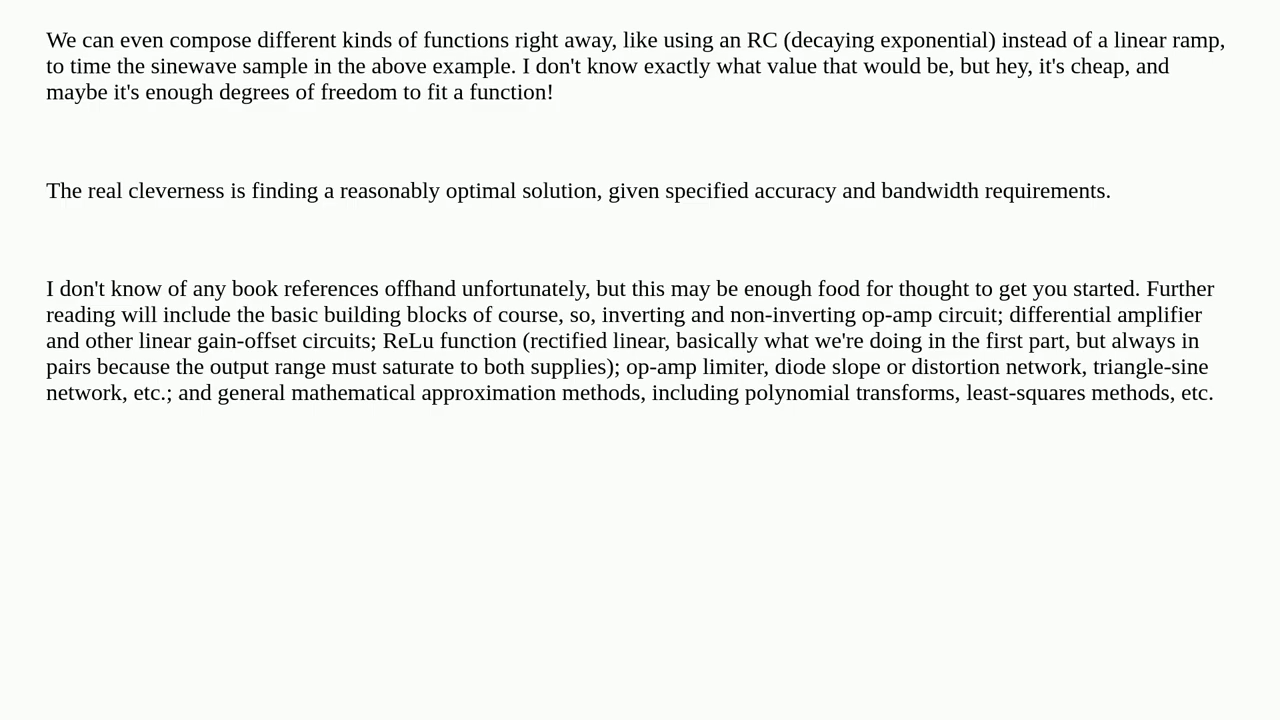 We can even compose different kinds of functions right away, like using an RC (decaying exponential) instead of a linear ramp,
to time the sinewave sample in the above example. I don't know exactly what value that would be, but hey, it's cheap, and
maybe it's enough degrees of freedom to fit a function!
The real cleverness is finding a reasonably optimal solution, given specified accuracy and bandwidth requirements.
I don't know of any book references offhand unfortunately, but this may be enough food for thought to get you started. Further
reading will include the basic building blocks of course, so, inverting and non-inverting op-amp circuit; differential amplifier
and other linear gain-offset circuits; ReLu function (rectified linear, basically what we're doing in the first part, but always in
pairs because the output range must saturate to both supplies); op-amp limiter, diode slope or distortion network, triangle-sine
network, etc.; and general mathematical approximation methods, including polynomial transforms, least-squares methods, etc.